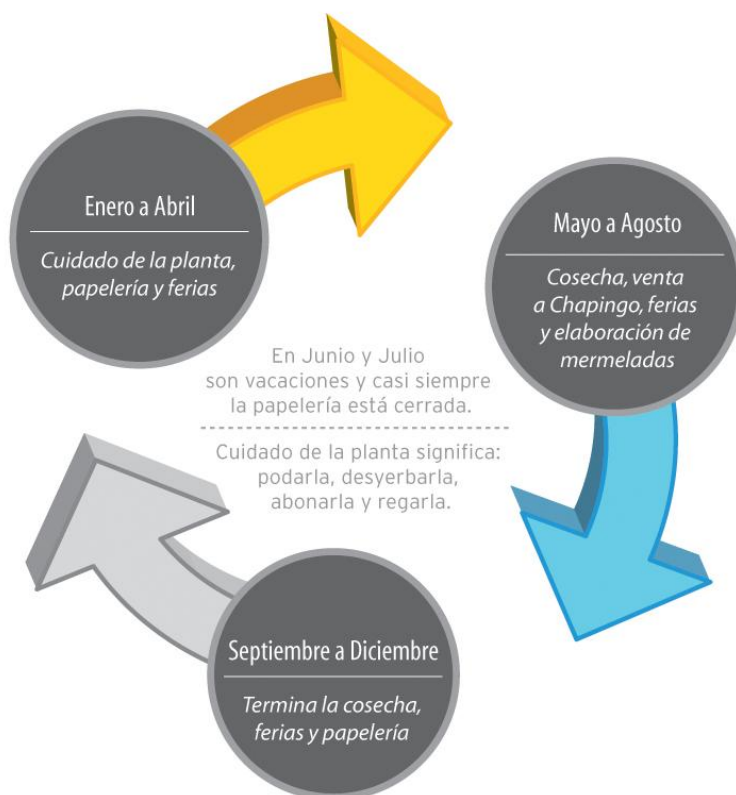 Enero a Abril
Cuidado de la planta,
papelería y ferias
Mayo a Agosto
Cosecha, venta
a Chapingo, ferias
y elaboración de
mermeladas
En Junio y Julio
son vacaciones y casi siempre
la papelería está cerrada.
Cuidado de la planta significa:
podarla, desyerbarla,
abonarla y regarla.
Septiembre a Diciembre
Termina la cosecha,
ferias y papelería